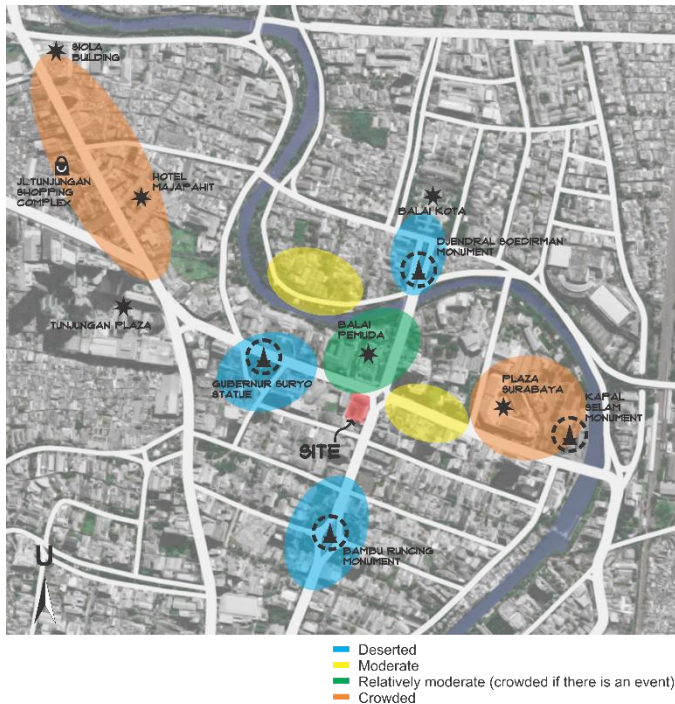 SIOLA
BUILDING
JL.TUNJUNGAN
SHOPPING
COMPLEX
HOTEL
MAJAPAHIT
BALAI KOTA
DJENDRAL SOEDIRMAN
MONUMENT
TUNJUNGAN PLAZA
BALAI
PEMUDA
GUBERNUR SURYO
STATUE
PLAZA
SURABAYA
KAPAL
SELAM
MONUMENT
SITE
BAMBU RUNCING
MONUMENT
U
Deserted
Moderate
Relatively moderate (crowded if there is an event)
Crowded